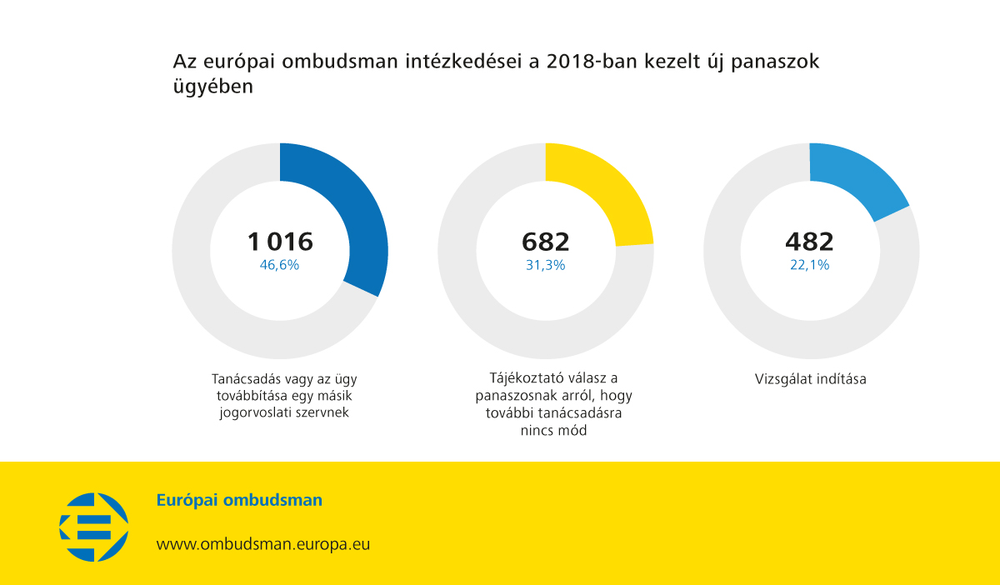 Az európai ombudsman intézkedései a 2018-ban kezelt új panaszok
ügyében
1 016
46,6%
Tanácsadás vagy az ügy
továbbítása egy másik
jogorvoslati szervnek
682
31,3%
Tájékoztató válasz a
panaszosnak arról, hogy
további tanácsadásra
nincs mód
482
22,1%
Vizsgálat indítása
Európai ombudsman
www.ombudsman.europa.eu